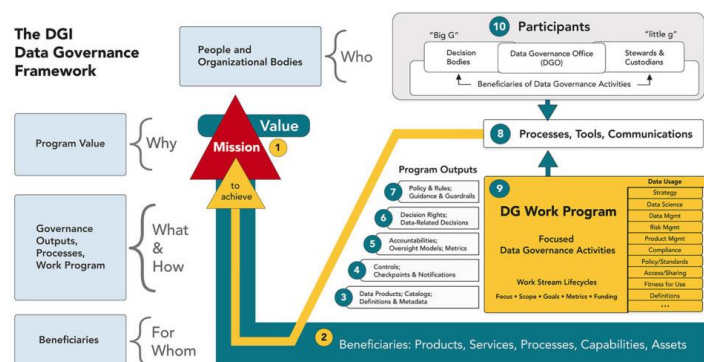 The DGI
Data Governance
Framework
People and
Organizational Bodies
Who
10 Participants
"Big G"
"little g"
Decision
Bodies
Data Governance Office
(DGO)
Stewards &
Custodians
Beneficiaries of Data Governance Activities
Program Value
Why
Value
Mission
1
to
achieve
8 Processes, Tools, Communications
Governance
Outputs,
Processes,
Work Program
What
&
How
Program Outputs
7 Policy & Rules;
Guidance & Guardrails
6 Decision Rights;
Data-Related Decisions
5 Accountabilities;
Oversight Models; Metrics
4 Controls;
Checkpoints & Notifications
3 Data Products; Catalogs;
Definitions & Metadata
9
DG Work Program
Focused
Data Governance Activities
Work Stream Lifecycles
Focus • Scope • Goals • Metrics • Funding
Data Usage
Strategy
Data Science
Data Mgmt
Risk Mgmt
Product Mgmt
Compliance
Policy/Standards
Access/Sharing
Fitness for Use
Definitions
•••
Beneficiaries
For
Whom
2 Beneficiaries: Products, Services, Processes, Capabilities, Assets